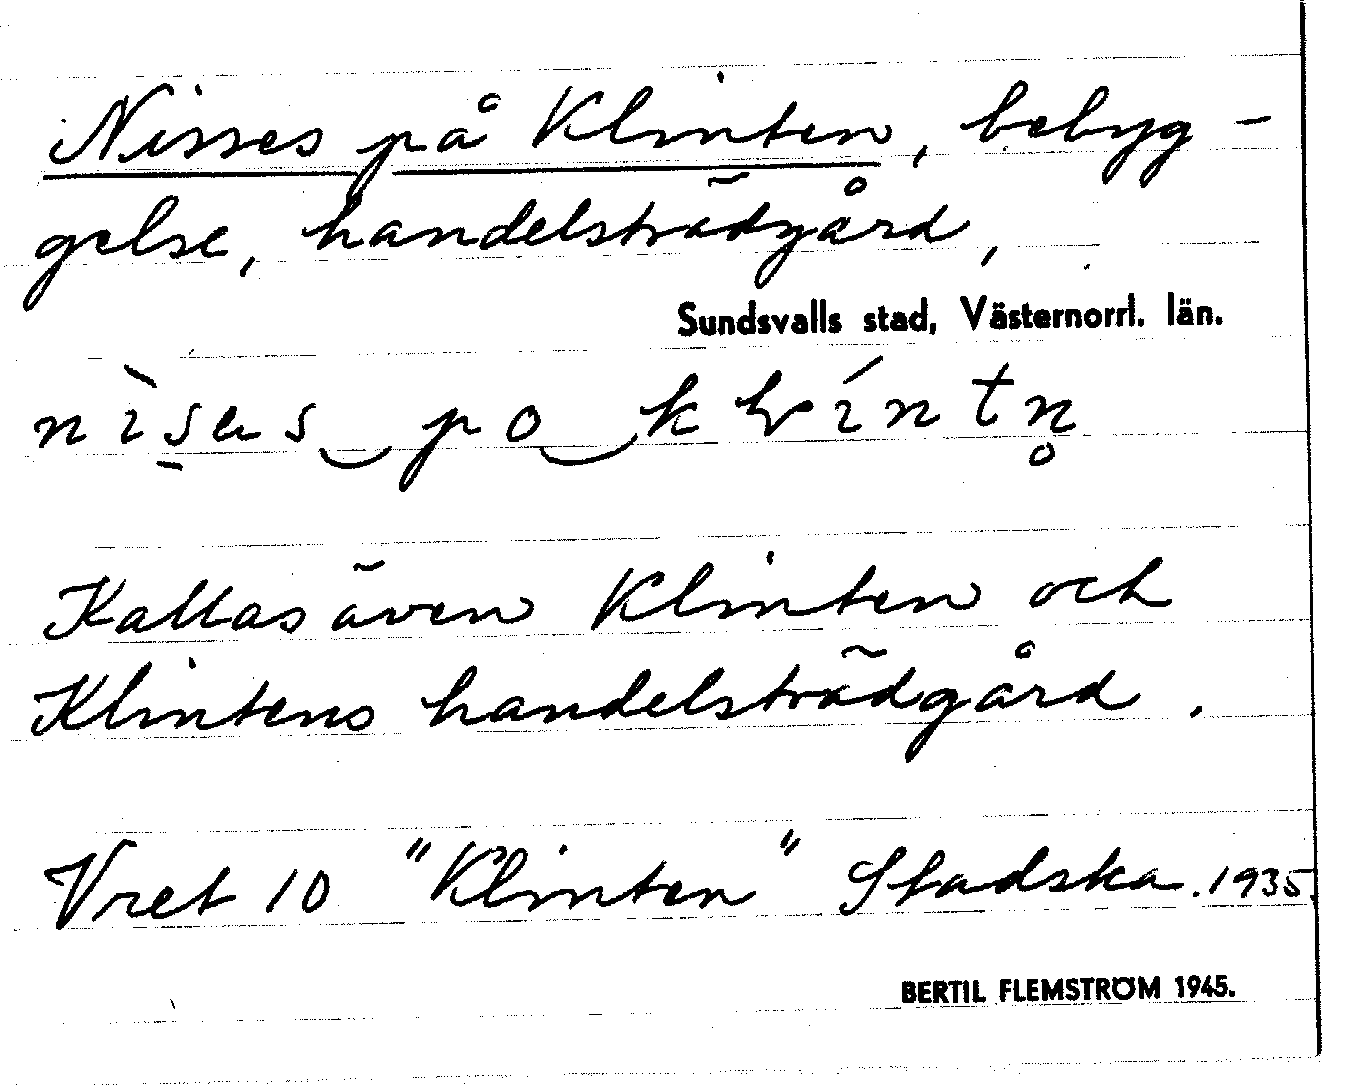 Nisses på Klinten, bebyg-
gelse, handelsträdgård,
Sundsvalls stad, Västernorrl. län.
Kallas även Klinten och
Klintens handelsträdgård.
Vret 10 "Klinten" Stadska. 1935.
BERTIL FLEMSTRÖM 1945.